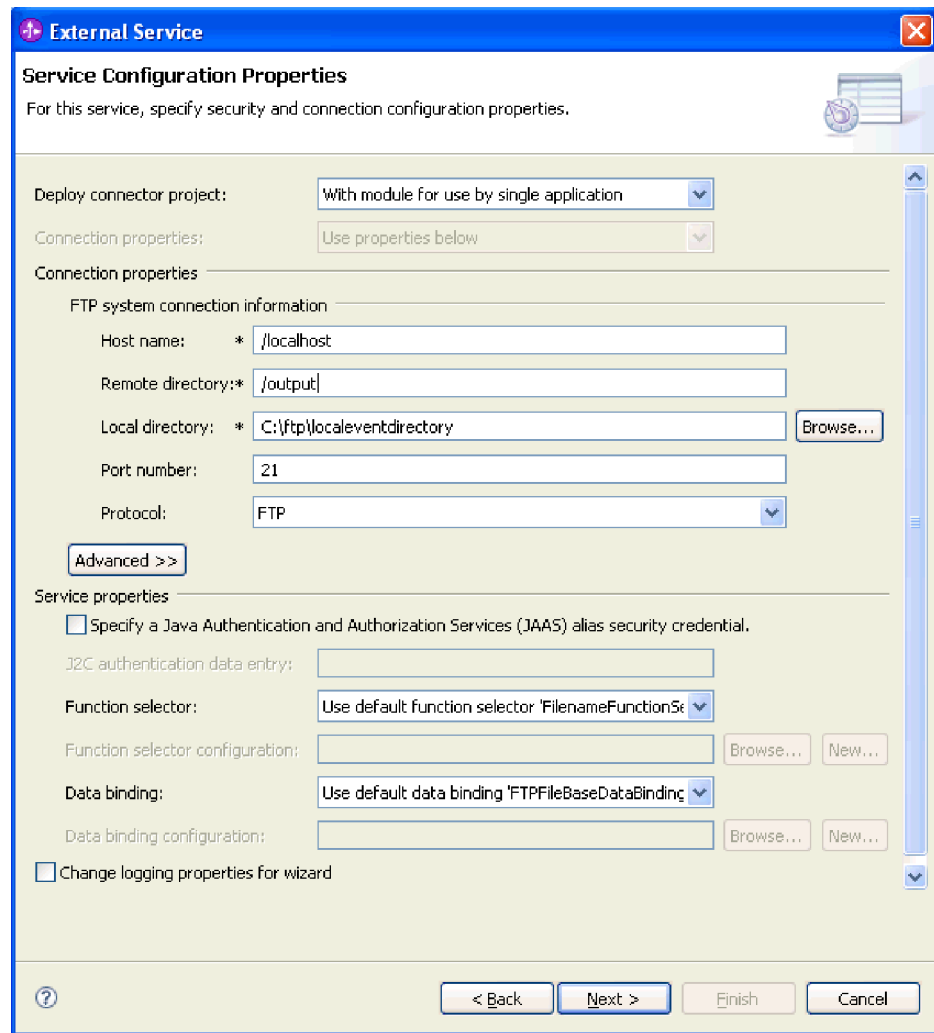 External Service
Service Configuration Properties
For this service, specify security and connection configuration properties.
Deploy connector project: With module for use by single application
Connection properties: Use properties below
Connection properties
FTP system connection information
Host name: * /localhost
Remote directory:* /output
Local directory: * C:\ftp\localeventdirectory Browse...
Port number: 21
Protocol: FTP
Advanced >>
Service properties
Specify a Java Authentication and Authorization Services (JAAS) alias security credential.
J2C authentication data entry:
Function selector: Use default function selector 'FilenameFunctionSe
Function selector configuration: Browse... New...
Data binding: Use default data binding 'FTPFileBaseDataBinding
Data binding configuration: Browse... New...
Change logging properties for wizard
? < Back Next > Finish Cancel